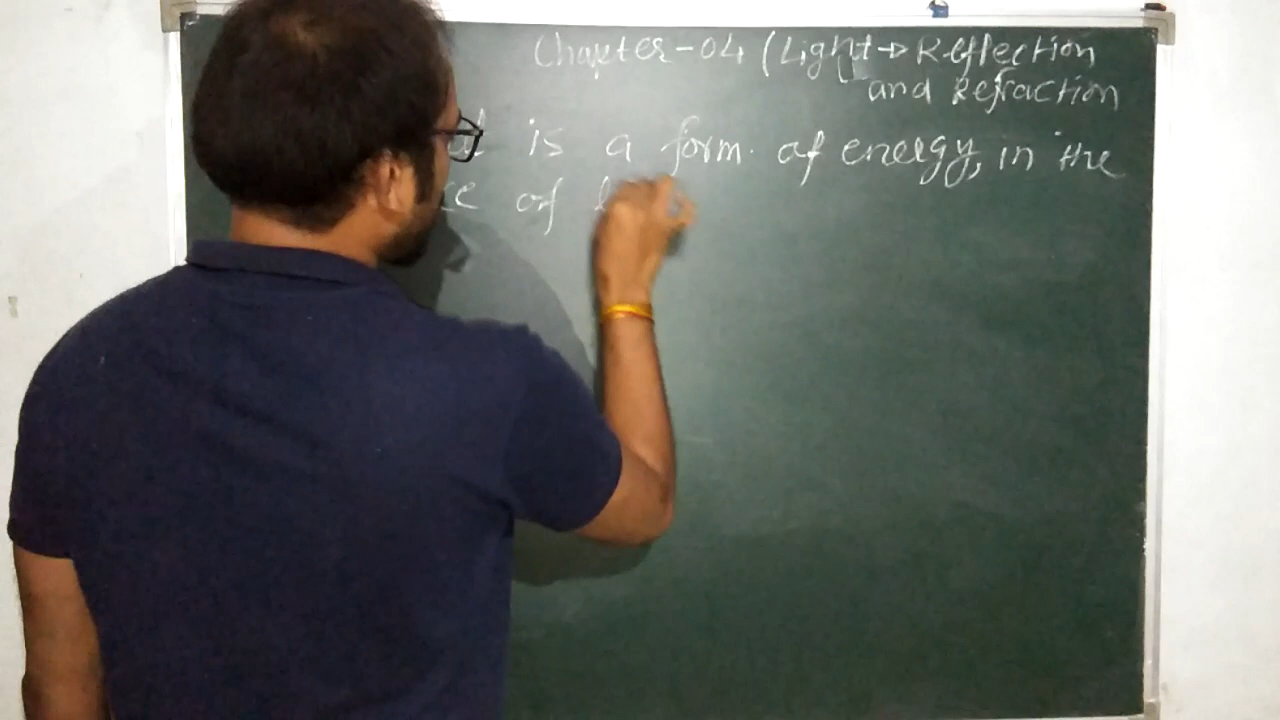 Chapter-04 (Light→Reflection
and Refraction
is a form of energy, in the
of